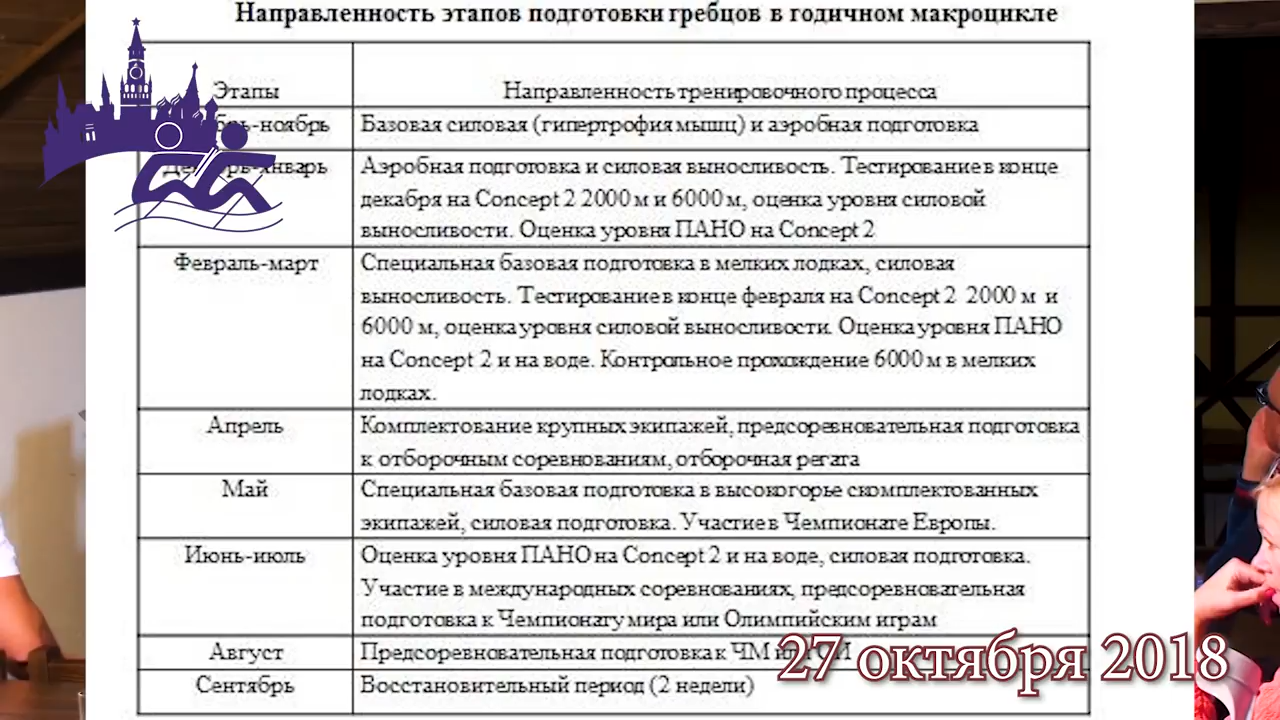 Направленность этапов подготовки гребцов в годичном макроцикле
Этапы
Направленность тренировочного процесса
Базовая силовая (гипертрофия мышц) и аэробная подготовка
Аэробная подготовка и силовая выносливость. Тестирование в конце
декабря на Concept 2 2000 м и 6000 м, оценка уровня силовой
выносливости. Оценка уровня ПАНО на Concept 2
Февраль-март
Специальная базовая подготовка в мелких лодках, силовая
выносливость. Тестирование в конце февраля на Concept 2 2000 м и
6000 м, оценка уровня силовой выносливости. Оценка уровня ПАНО
на Concept 2 и на воде. Контрольное прохождение 6000 м в мелких
лодках.
Апрель
Комплектование крупных экипажей, предсоревновательная подготовка
к отборочным соревнованиям, отборочная регата
Май
Специальная базовая подготовка в высокогорье скомплектованных
экипажей, силовая подготовка. Участие в Чемпионате Европы.
Июнь-июль
Оценка уровня ПАНО на Concept 2 и на воде, силовая подготовка.
Участие в международных соревнованиях, предсоревновательная
подготовка к Чемпионату мира или Олимпийским играм
Август
Предсоревновательная подготовка к ЧМ
Сентябрь
Восстановительный период (2 недели)
27 октября 2018